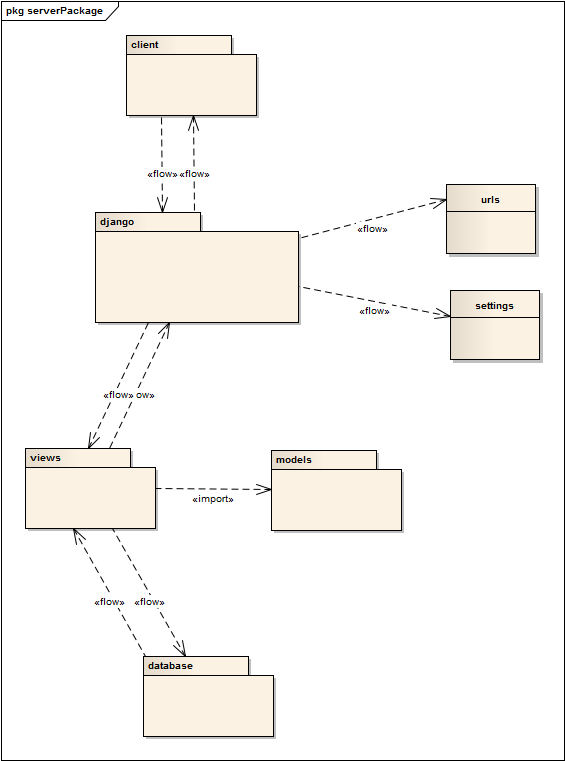 pkg serverPackage
client
«flow» «flow»
django
urls
«flow»
settings
«flow»
«flow» ow»
views
models
«import»
«flow» «flow»
database